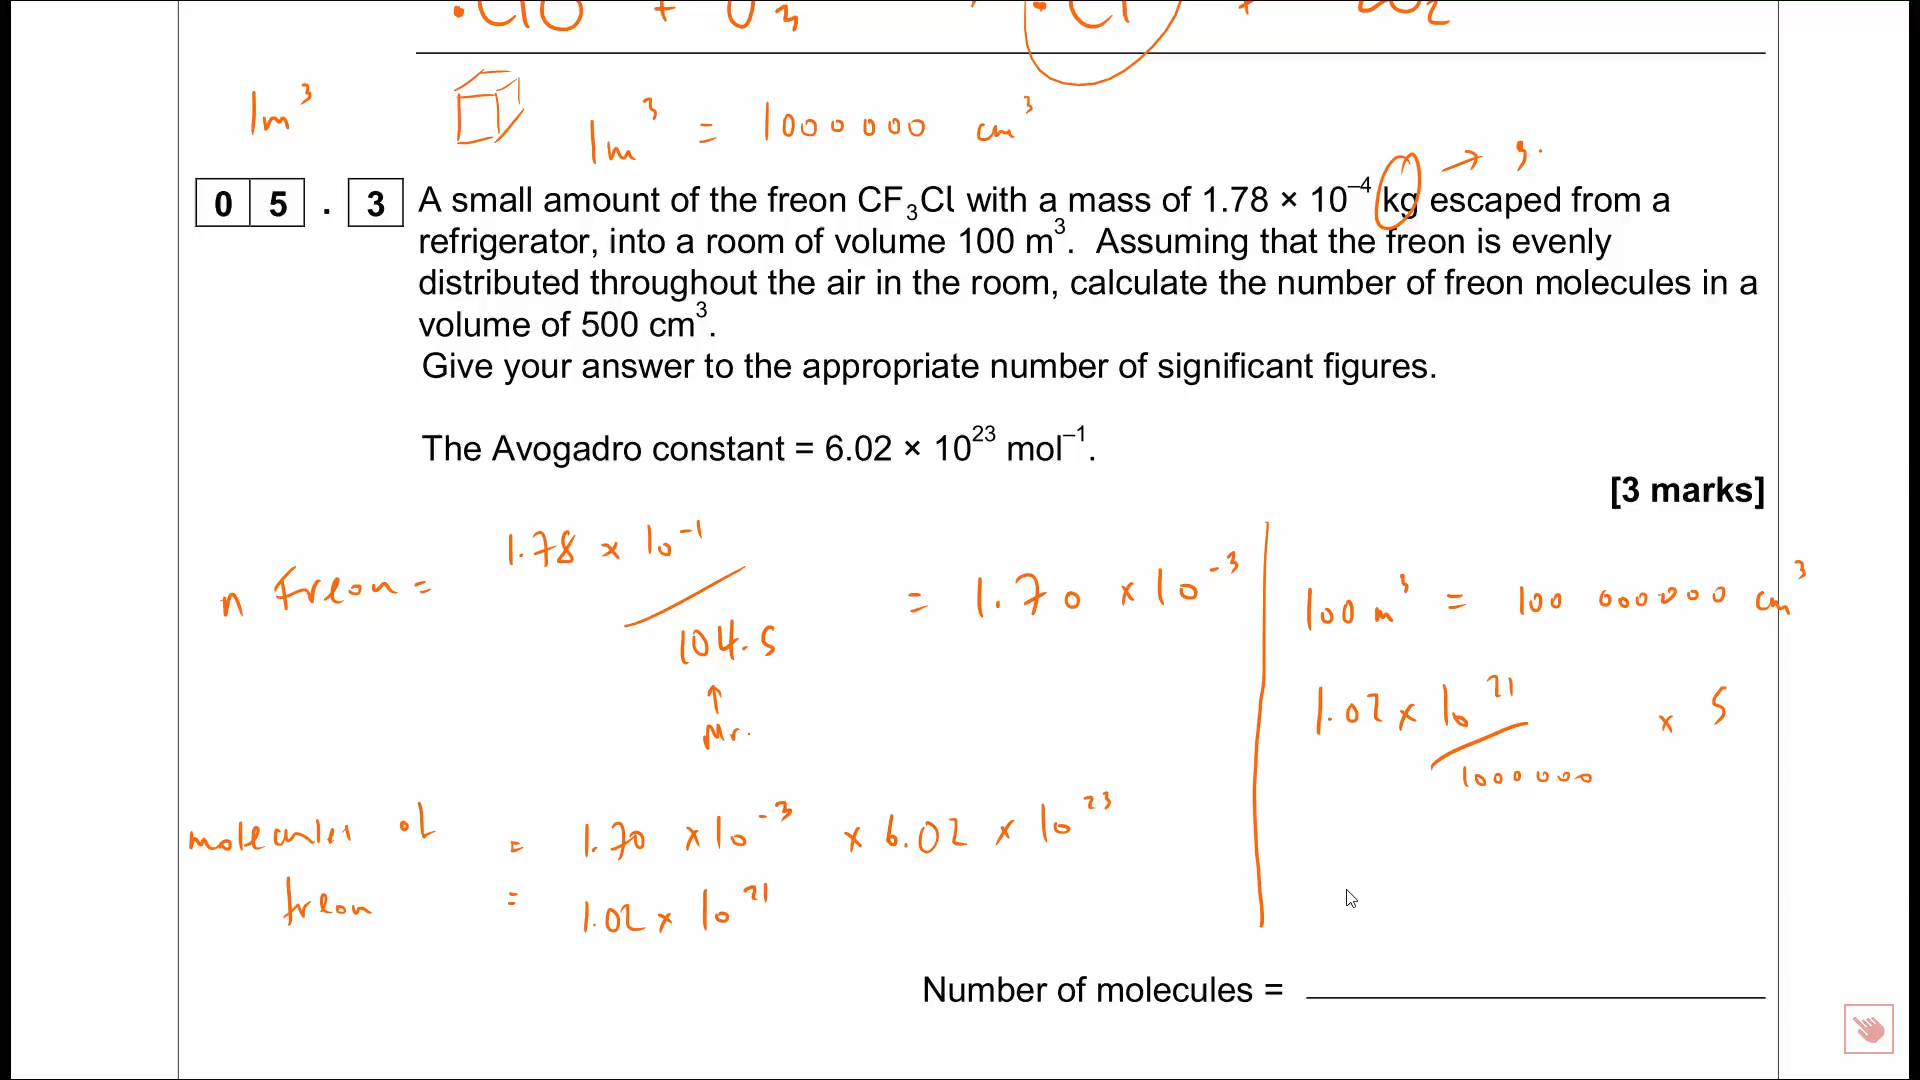 •ClO + O3 •Cl + 2O2
1m³
1m³ = 1000000 cm³
→ g.
0 5 . 3 A small amount of the freon CF₃Cl with a mass of 1.78 × 10⁻⁴ kg escaped from a
refrigerator, into a room of volume 100 m³. Assuming that the freon is evenly
distributed throughout the air in the room, calculate the number of freon molecules in a
volume of 500 cm³.
Give your answer to the appropriate number of significant figures.
The Avogadro constant = 6.02 × 10²³ mol⁻¹.
[3 marks]
n Freon = 1.78 × 10⁻¹ / 104.5 = 1.70 × 10⁻³
↑
Mr.
molecules of freon = 1.70 × 10⁻³ × 6.02 × 10²³
= 1.02 × 10²¹
100 m³ = 100 000000 cm³
1.02 × 10²¹ / 1000000 × 5
Number of molecules =